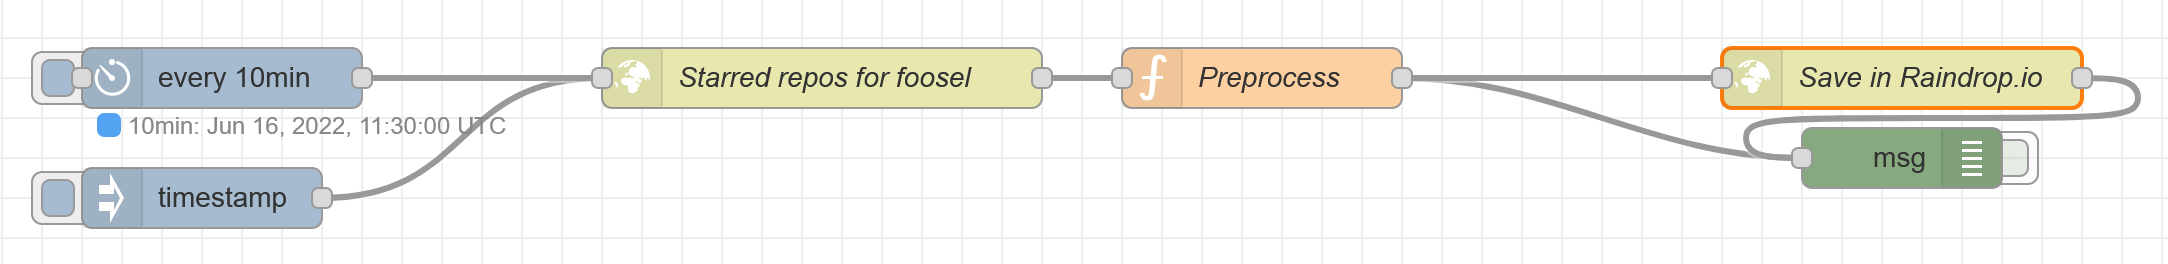 every 10min
Starred repos for foosel
Preprocess
Save in Raindrop.io
10min: Jun 16, 2022, 11:30:00 UTC
msg
timestamp